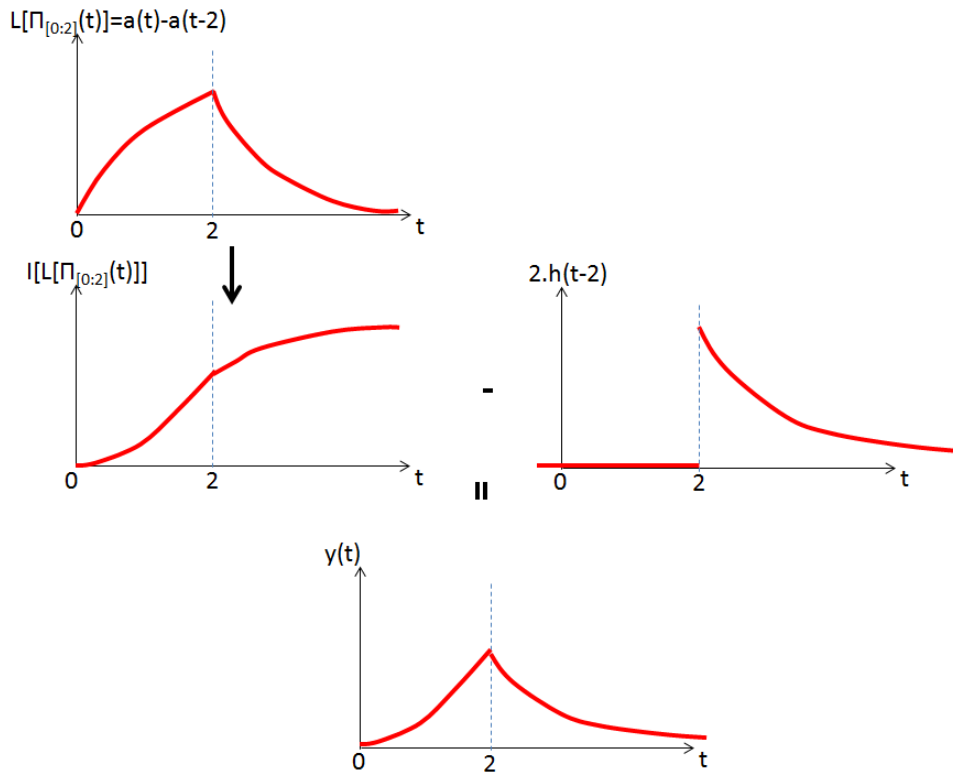 L[Π[0:2](t)]=a(t)-a(t-2)
0
2
t
I[L[Π[0:2](t)]]
2.h(t-2)
-
0
2
t
0
2
t
=
y(t)
0
2
t